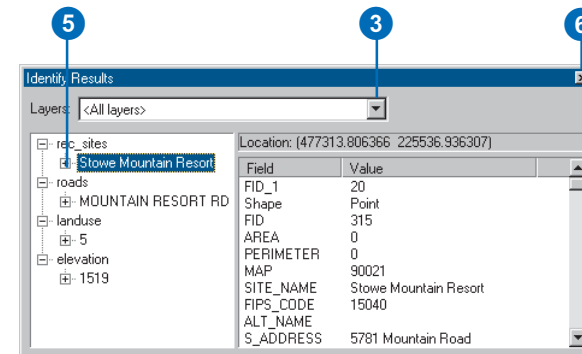 5
3
6
Identify Results
Layers: <All layers>
Location: (477313.806366 225536.936307)
rec_sites
Stowe Mountain Resort
roads
MOUNTAIN RESORT RD
landuse
5
elevation
1519
Field Value
FID_1 20
Shape Point
FID 315
AREA 0
PERIMETER 0
MAP 90021
SITE_NAME Stowe Mountain Resort
FIPS_CODE 15040
ALT_NAME
S_ADDRESS 5781 Mountain Road